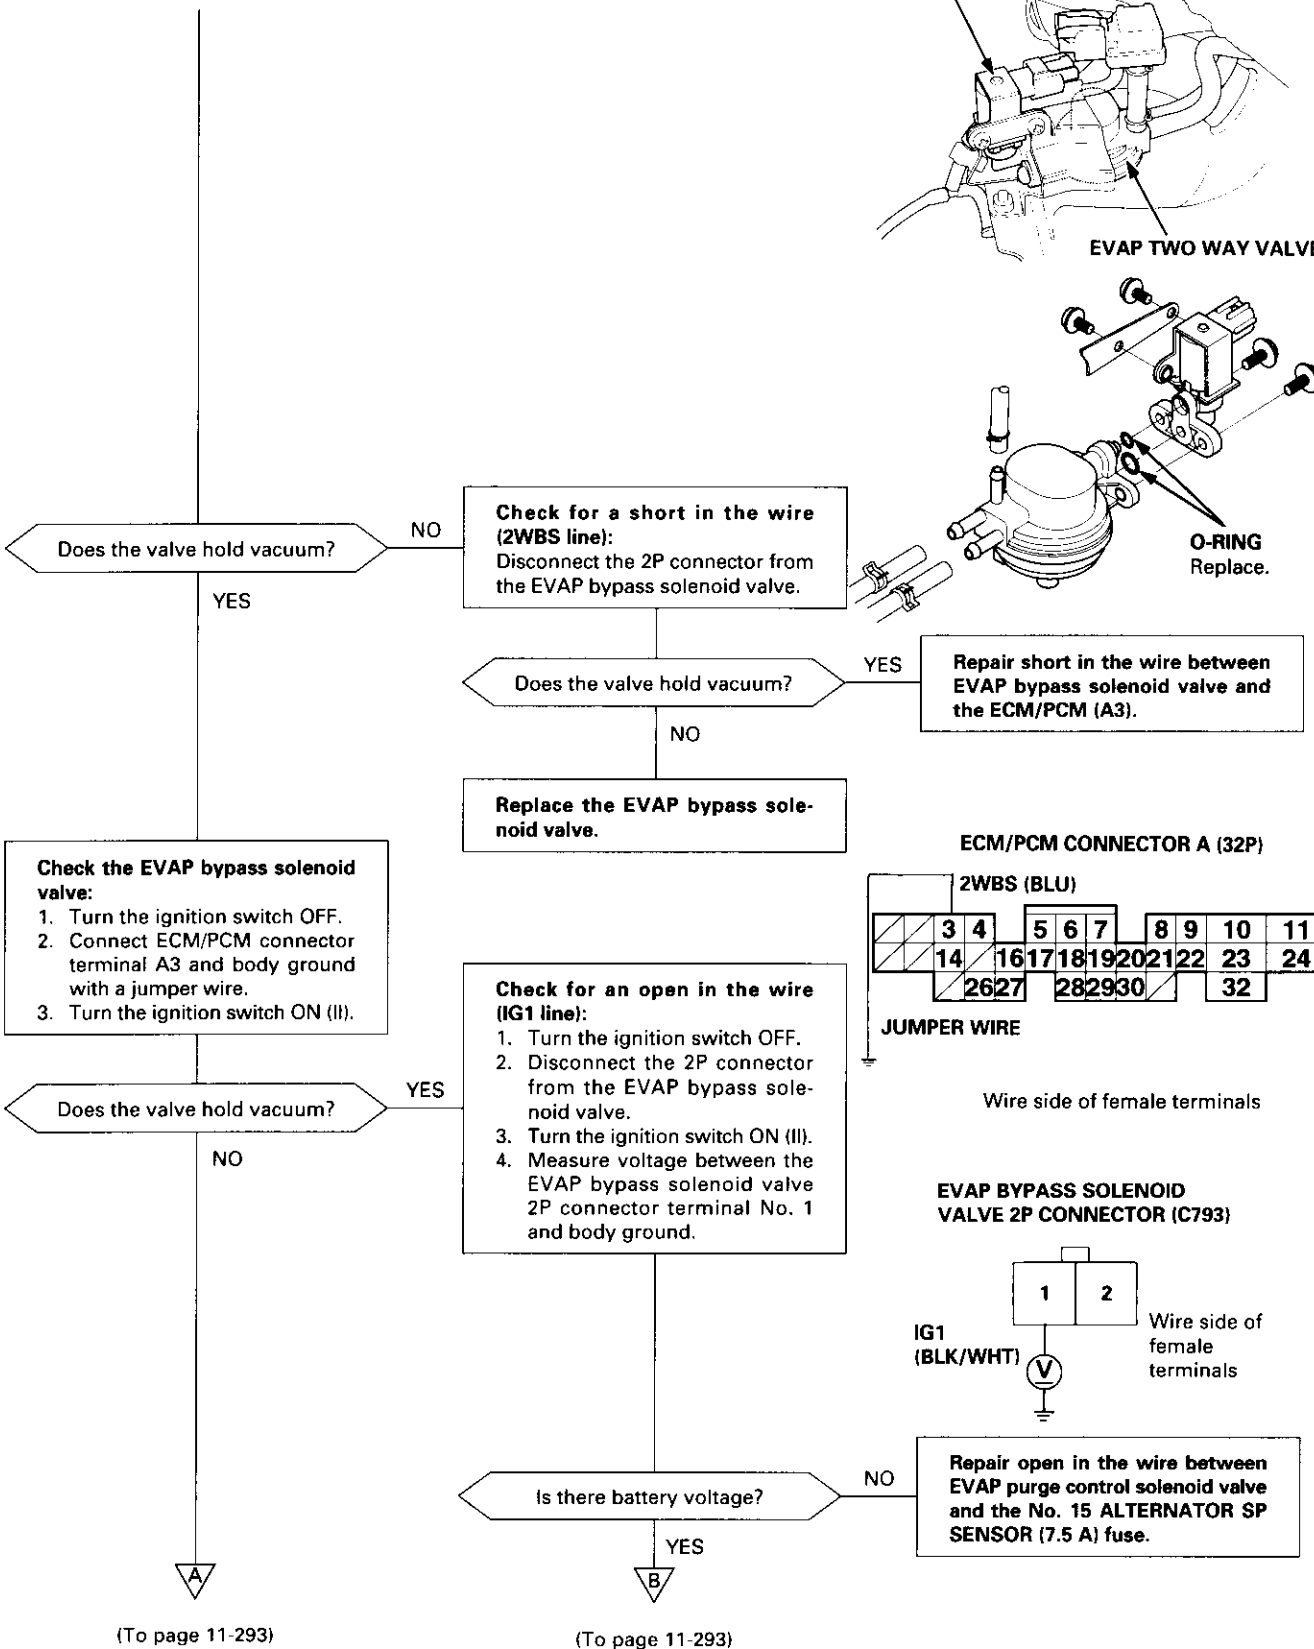 EVAP TWO WAY VALVE
O-RING
Replace.
Does the valve hold vacuum?
NO
YES
Check for a short in the wire
(2WBS line):
Disconnect the 2P connector from
the EVAP bypass solenoid valve.
Does the valve hold vacuum?
YES
NO
Repair short in the wire between
EVAP bypass solenoid valve and
the ECM/PCM (A3).
Replace the EVAP bypass sole-
noid valve.
Check the EVAP bypass solenoid
valve:
1. Turn the ignition switch OFF.
2. Connect ECM/PCM connector
terminal A3 and body ground
with a jumper wire.
3. Turn the ignition switch ON (II).
ECM/PCM CONNECTOR A (32P)
2WBS (BLU)
3 4 5 6 7 8 9 10 11
14 16 17 18 19 20 21 22 23 24
26 27 28 29 30 32
JUMPER WIRE
Wire side of female terminals
Does the valve hold vacuum?
YES
NO
Check for an open in the wire
(IG1 line):
1. Turn the ignition switch OFF.
2. Disconnect the 2P connector
from the EVAP bypass sole-
noid valve.
3. Turn the ignition switch ON (II).
4. Measure voltage between the
EVAP bypass solenoid valve
2P connector terminal No. 1
and body ground.
EVAP BYPASS SOLENOID
VALVE 2P CONNECTOR (C793)
1 2
IG1
(BLK/WHT)
V
Wire side of
female
terminals
Is there battery voltage?
NO
YES
Repair open in the wire between
EVAP purge control solenoid valve
and the No. 15 ALTERNATOR SP
SENSOR (7.5 A) fuse.
A
B
(To page 11-293)
(To page 11-293)